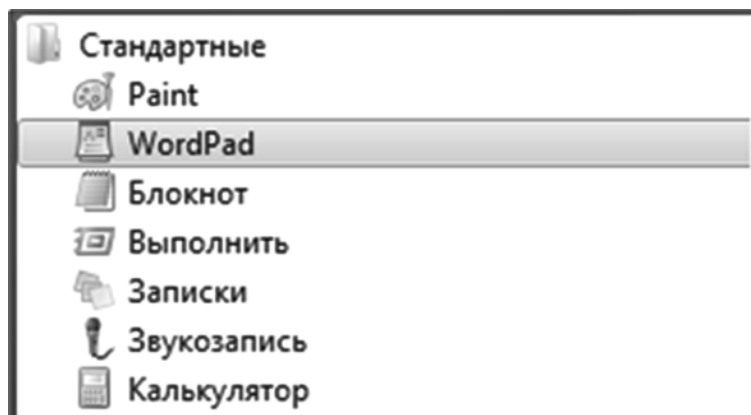 Стандартные
Paint
WordPad
Блокнот
Выполнить
Записки
Звукозапись
Калькулятор